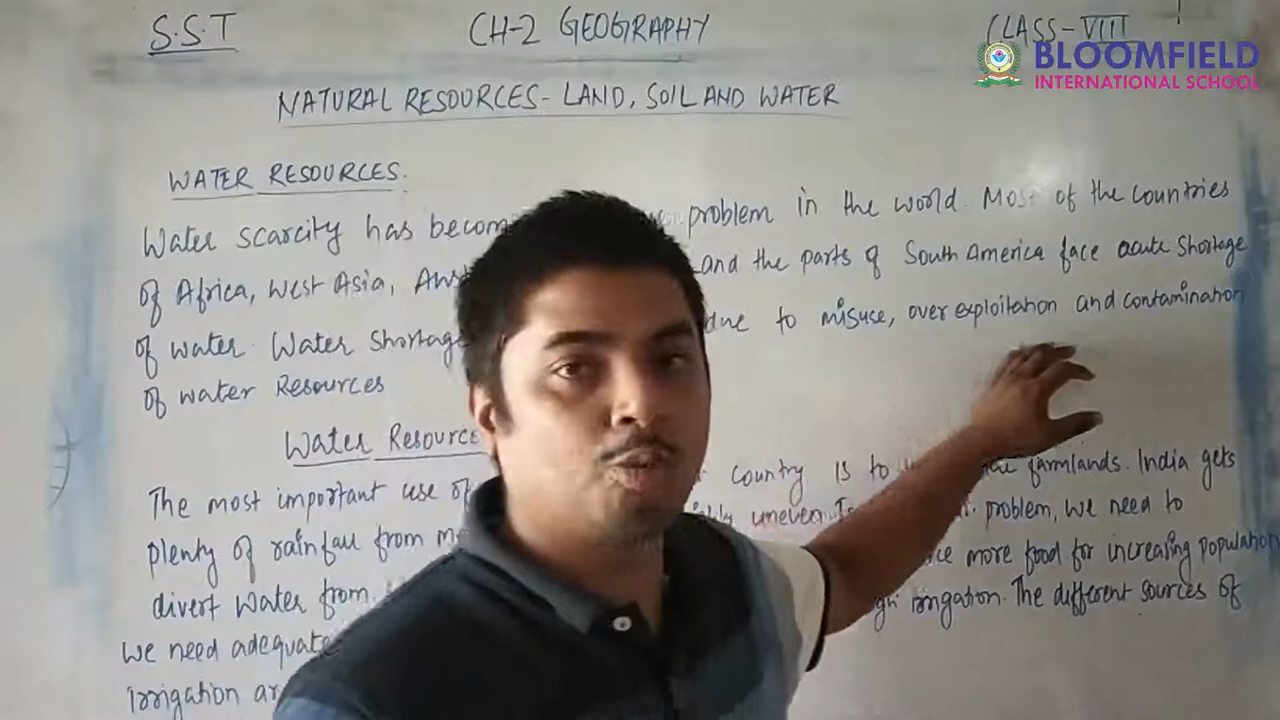 S.S.T
CH-2 GEOGRAPHY
CLASS-VIII
BLOOMFIELD
INTERNATIONAL SCHOOL
NATURAL RESOURCES- LAND, SOIL AND WATER
WATER RESOURCES.
Water scarcity has problem in the world. Most of the countries
of Africa, West Asia, and the parts of South America face acute shortage
of water. Water shortage due to misuse, over exploitation and contamination
of water Resources
Water
The most important use of country is to farmlands. India gets
plenty of rainfall from uneven. problem, we need to
divert water from more food for increasing population
we need adequate irrigation. The different sources of
irrigation